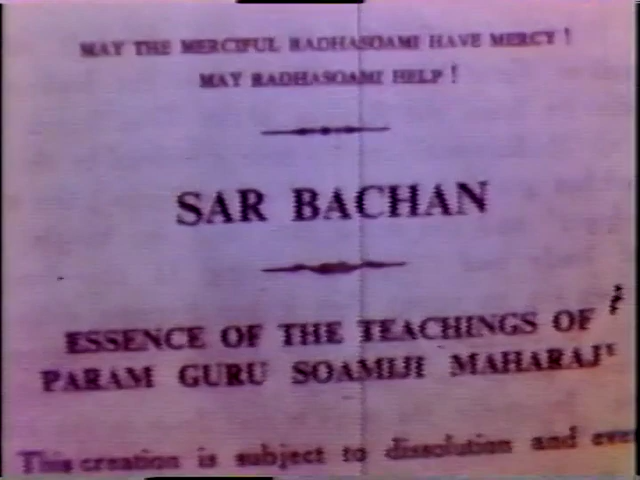 MAY THE MERCIFUL RADHASOAMI HAVE MERCY !
MAY RADHASOAMI HELP !
SAR BACHAN
ESSENCE OF THE TEACHINGS OF
PARAM GURU SOAMIJI MAHARAJ
This creation is subject to dissolution and